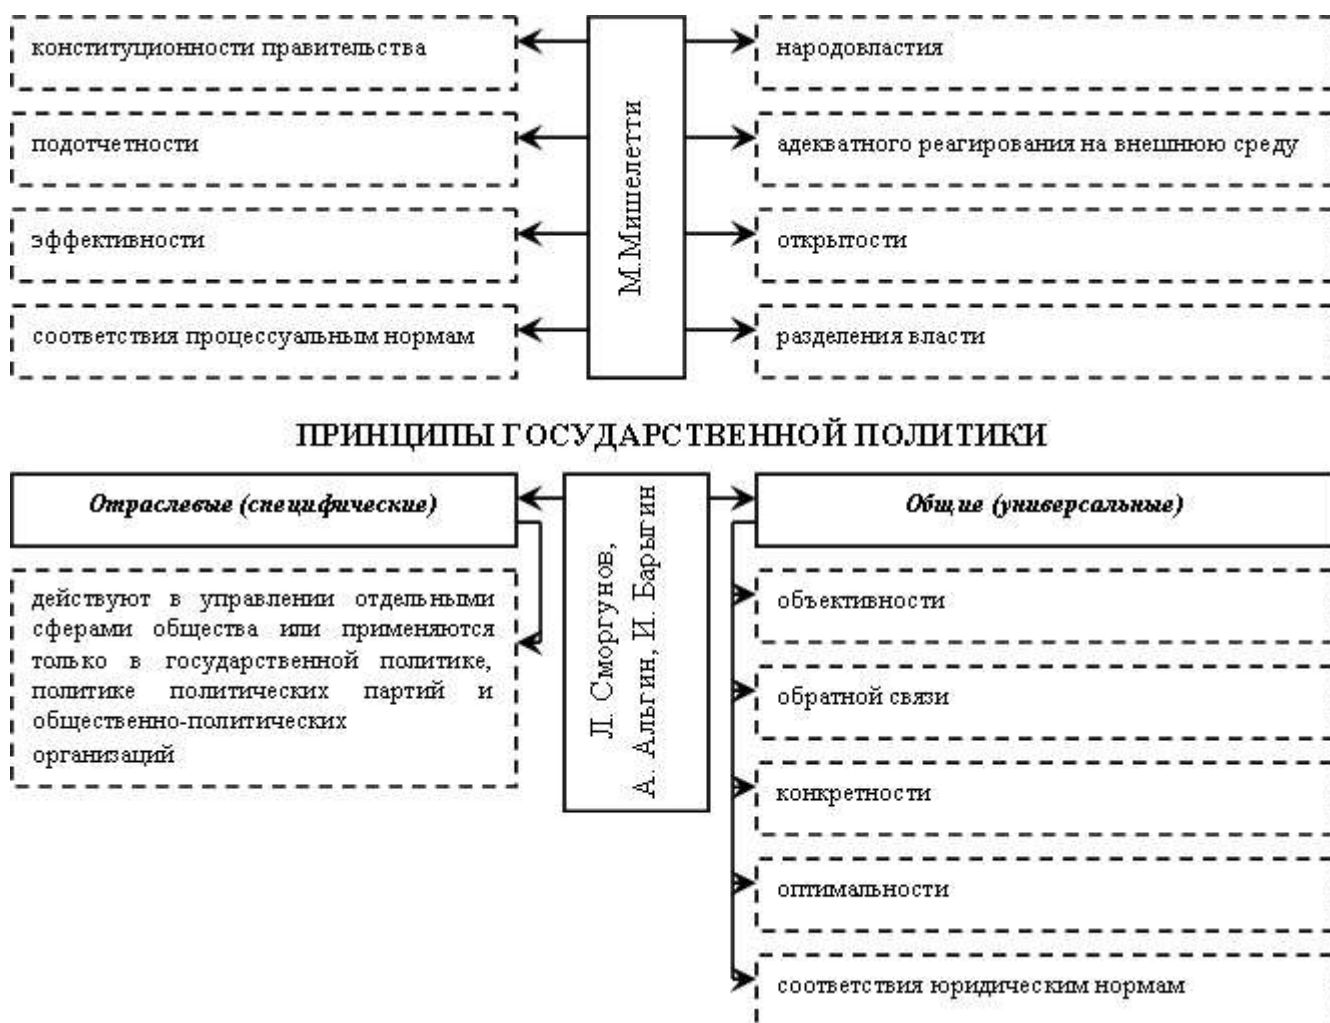 конституционности правительства
подотчетности
эффективности
соответствия процессуальным нормам
М.Мишелетти
народовластия
адекватного реагирования на внешнюю среду
открытости
разделения власти
ПРИНЦИПЫ ГОСУДАРСТВЕННОЙ ПОЛИТИКИ
Отраслевые (специфические)
действуют в управлении отдельными
сферами общества или применяются
только в государственной политике,
политике политических партий и
общественно-политических
организаций
Л. Сморгунов,
А. Альгин, И. Барыгин
Общие (универсальные)
объективности
обратной связи
конкретности
оптимальности
соответствия юридическим нормам